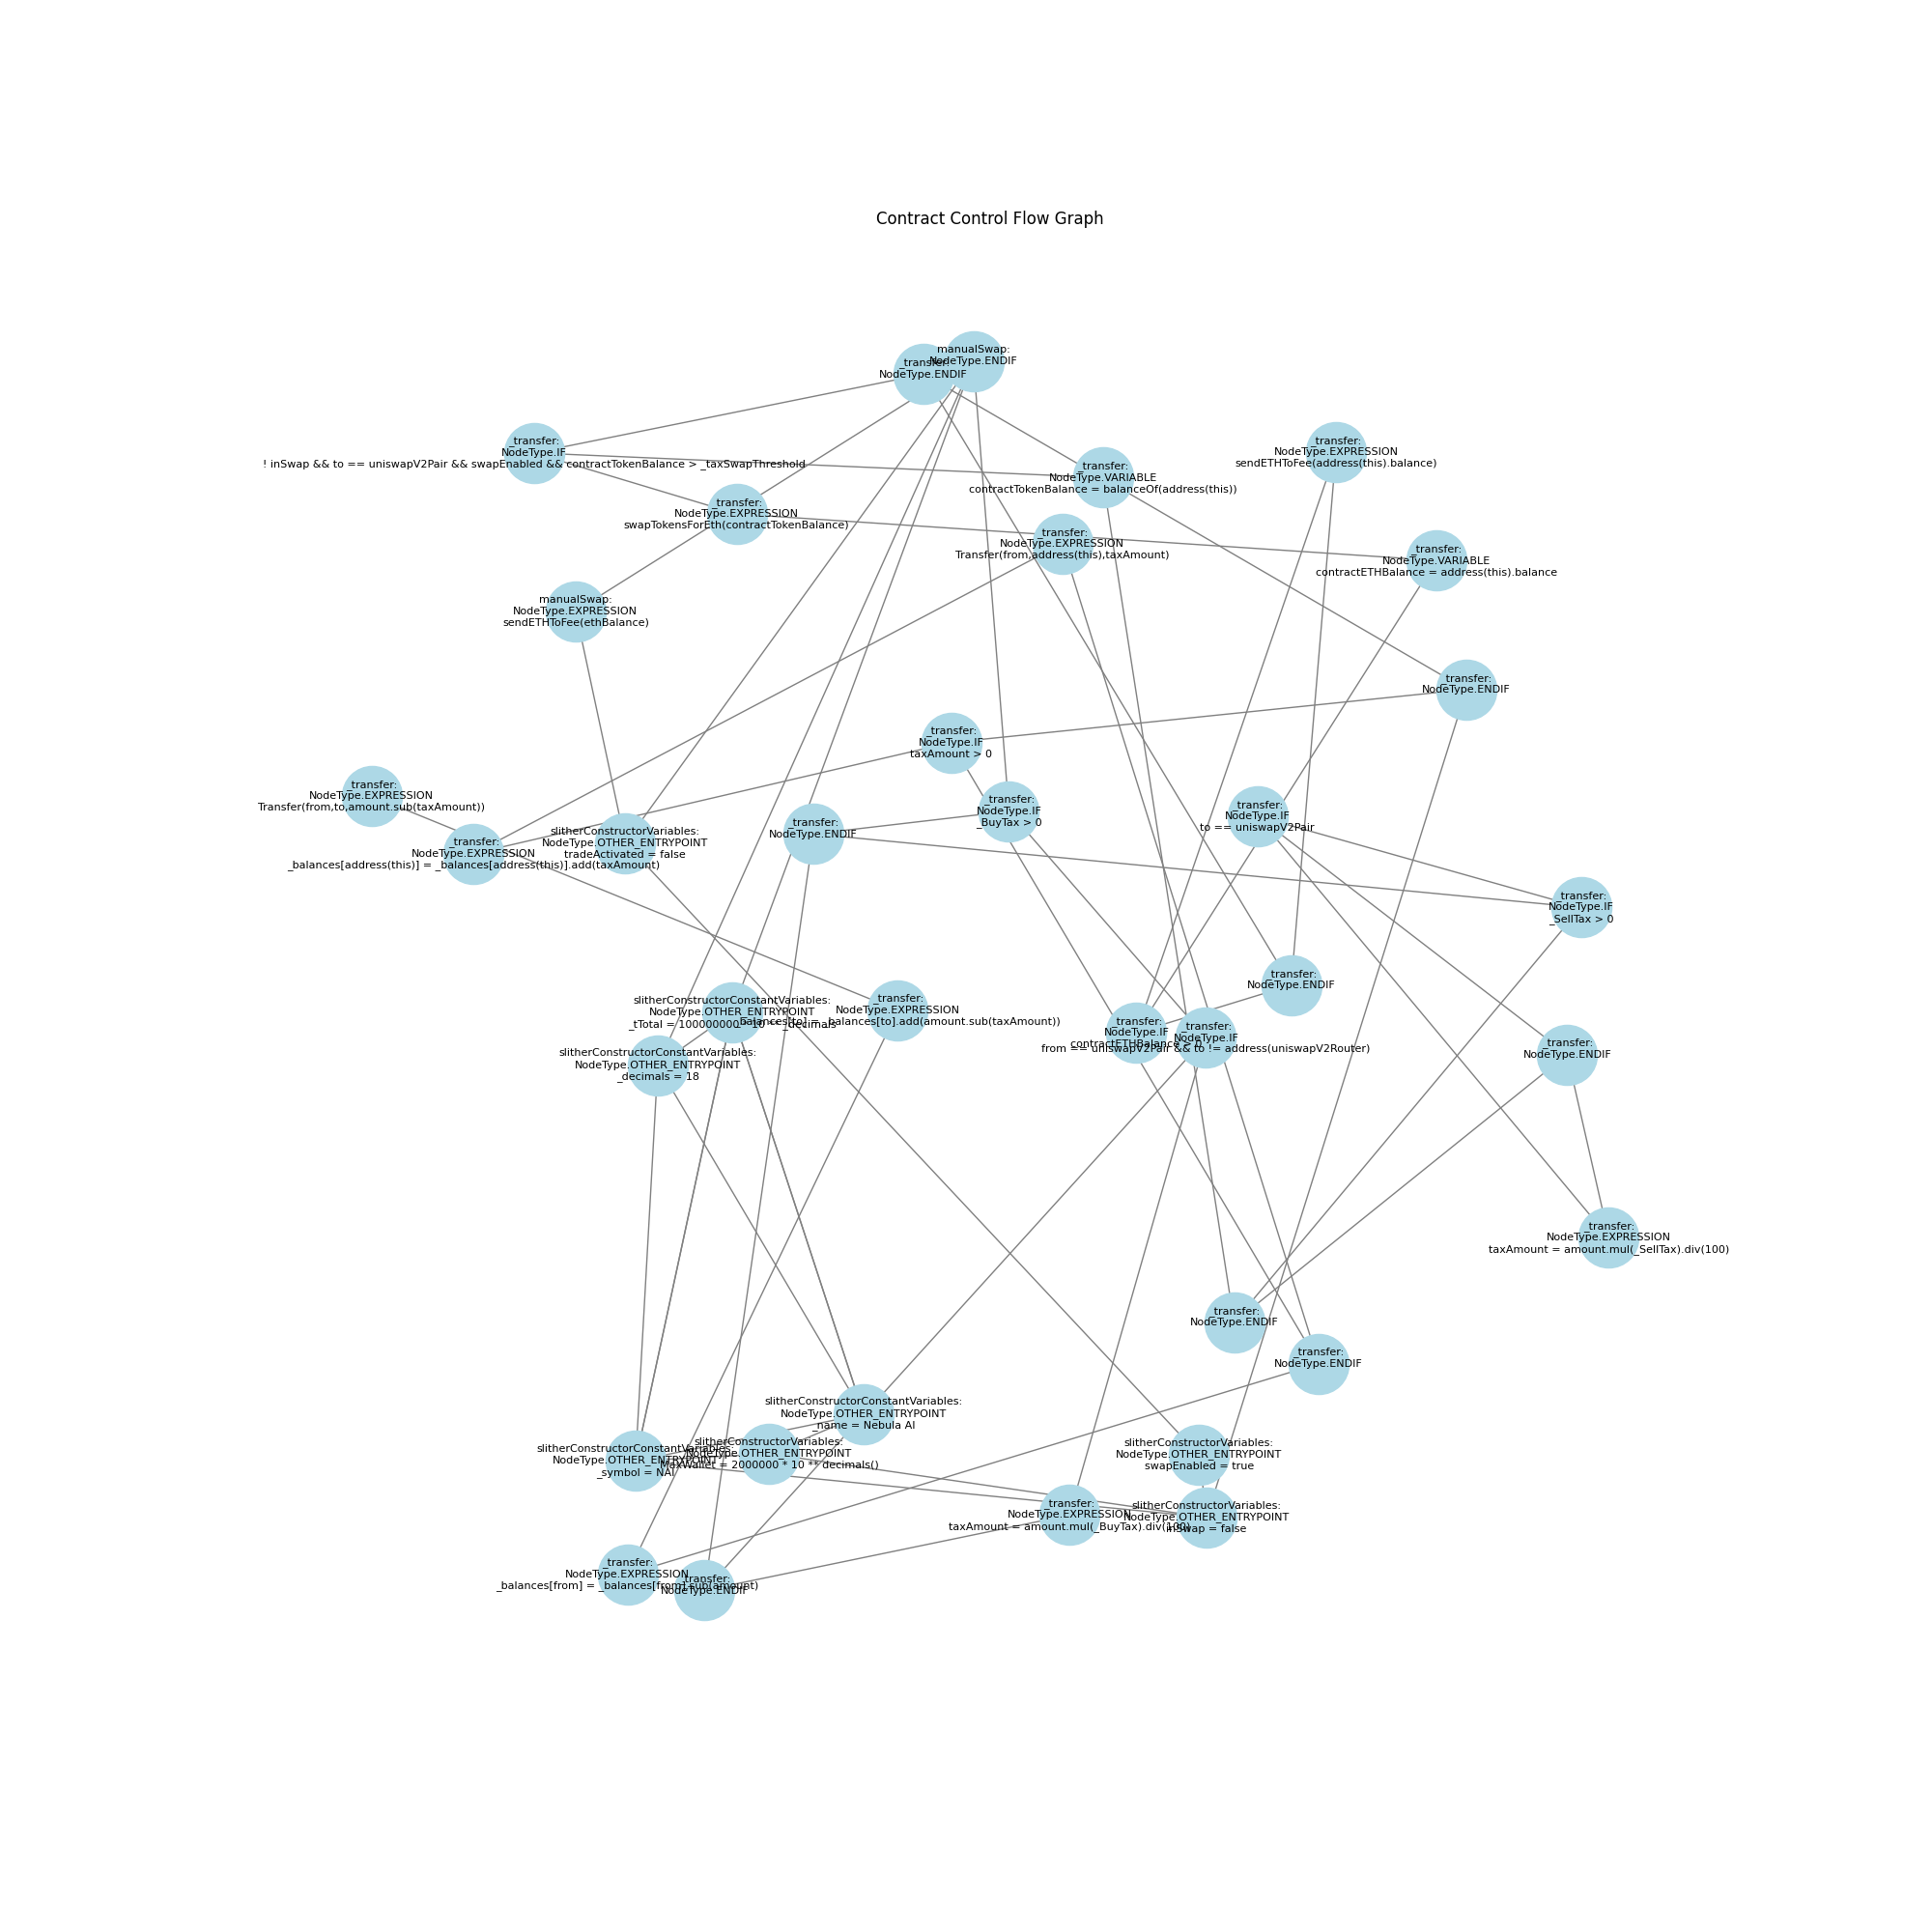 Contract Control Flow Graph
manualSwap:
NodeType.ENDIF
_transfer:
NodeType.ENDIF
_transfer:
NodeType.IF
! inSwap && to == uniswapV2Pair && swapEnabled && contractTokenBalance > _taxSwapThreshold
_transfer:
NodeType.EXPRESSION
sendETHToFee(address(this).balance)
_transfer:
NodeType.VARIABLE
contractTokenBalance = balanceOf(address(this))
_transfer:
NodeType.EXPRESSION
swapTokensForEth(contractTokenBalance)
_transfer:
NodeType.EXPRESSION
Transfer(from,address(this),taxAmount)
_transfer:
NodeType.VARIABLE
contractETHBalance = address(this).balance
manualSwap:
NodeType.EXPRESSION
sendETHToFee(ethBalance)
_transfer:
NodeType.ENDIF
_transfer:
NodeType.IF
taxAmount > 0
_transfer:
NodeType.EXPRESSION
Transfer(from,to,amount.sub(taxAmount))
_transfer:
NodeType.IF
_BuyTax > 0
_transfer:
NodeType.IF
to == uniswapV2Pair
_transfer:
NodeType.ENDIF
slitherConstructorVariables:
NodeType.OTHER_ENTRYPOINT
tradeActivated = false
_transfer:
NodeType.EXPRESSION
_balances[address(this)] = _balances[address(this)].add(taxAmount)
_transfer:
NodeType.IF
_SellTax > 0
_transfer:
NodeType.ENDIF
slitherConstructorConstantVariables:
NodeType.OTHER_ENTRYPOINT
_tTotal = 100000000 * 10 ** _decimals
_transfer:
NodeType.EXPRESSION
_balances[to] = _balances[to].add(amount.sub(taxAmount))
_transfer:
NodeType.IF
contractETHBalance > 0
_transfer:
NodeType.IF
from == uniswapV2Pair && to != address(uniswapV2Router)
_transfer:
NodeType.ENDIF
slitherConstructorConstantVariables:
NodeType.OTHER_ENTRYPOINT
_decimals = 18
_transfer:
NodeType.EXPRESSION
taxAmount = amount.mul(_SellTax).div(100)
_transfer:
NodeType.ENDIF
_transfer:
NodeType.ENDIF
slitherConstructorConstantVariables:
NodeType.OTHER_ENTRYPOINT
_name = Nebula AI
slitherConstructorVariables:
NodeType.OTHER_ENTRYPOINT
MaxWallet = 2000000 * 10 ** decimals()
slitherConstructorConstantVariables:
NodeType.OTHER_ENTRYPOINT
_symbol = NAI
slitherConstructorVariables:
NodeType.OTHER_ENTRYPOINT
swapEnabled = true
_transfer:
NodeType.EXPRESSION
taxAmount = amount.mul(_BuyTax).div(100)
slitherConstructorVariables:
NodeType.OTHER_ENTRYPOINT
inSwap = false
_transfer:
NodeType.EXPRESSION
_balances[from] = _balances[from].sub(amount)
_transfer:
NodeType.ENDIF